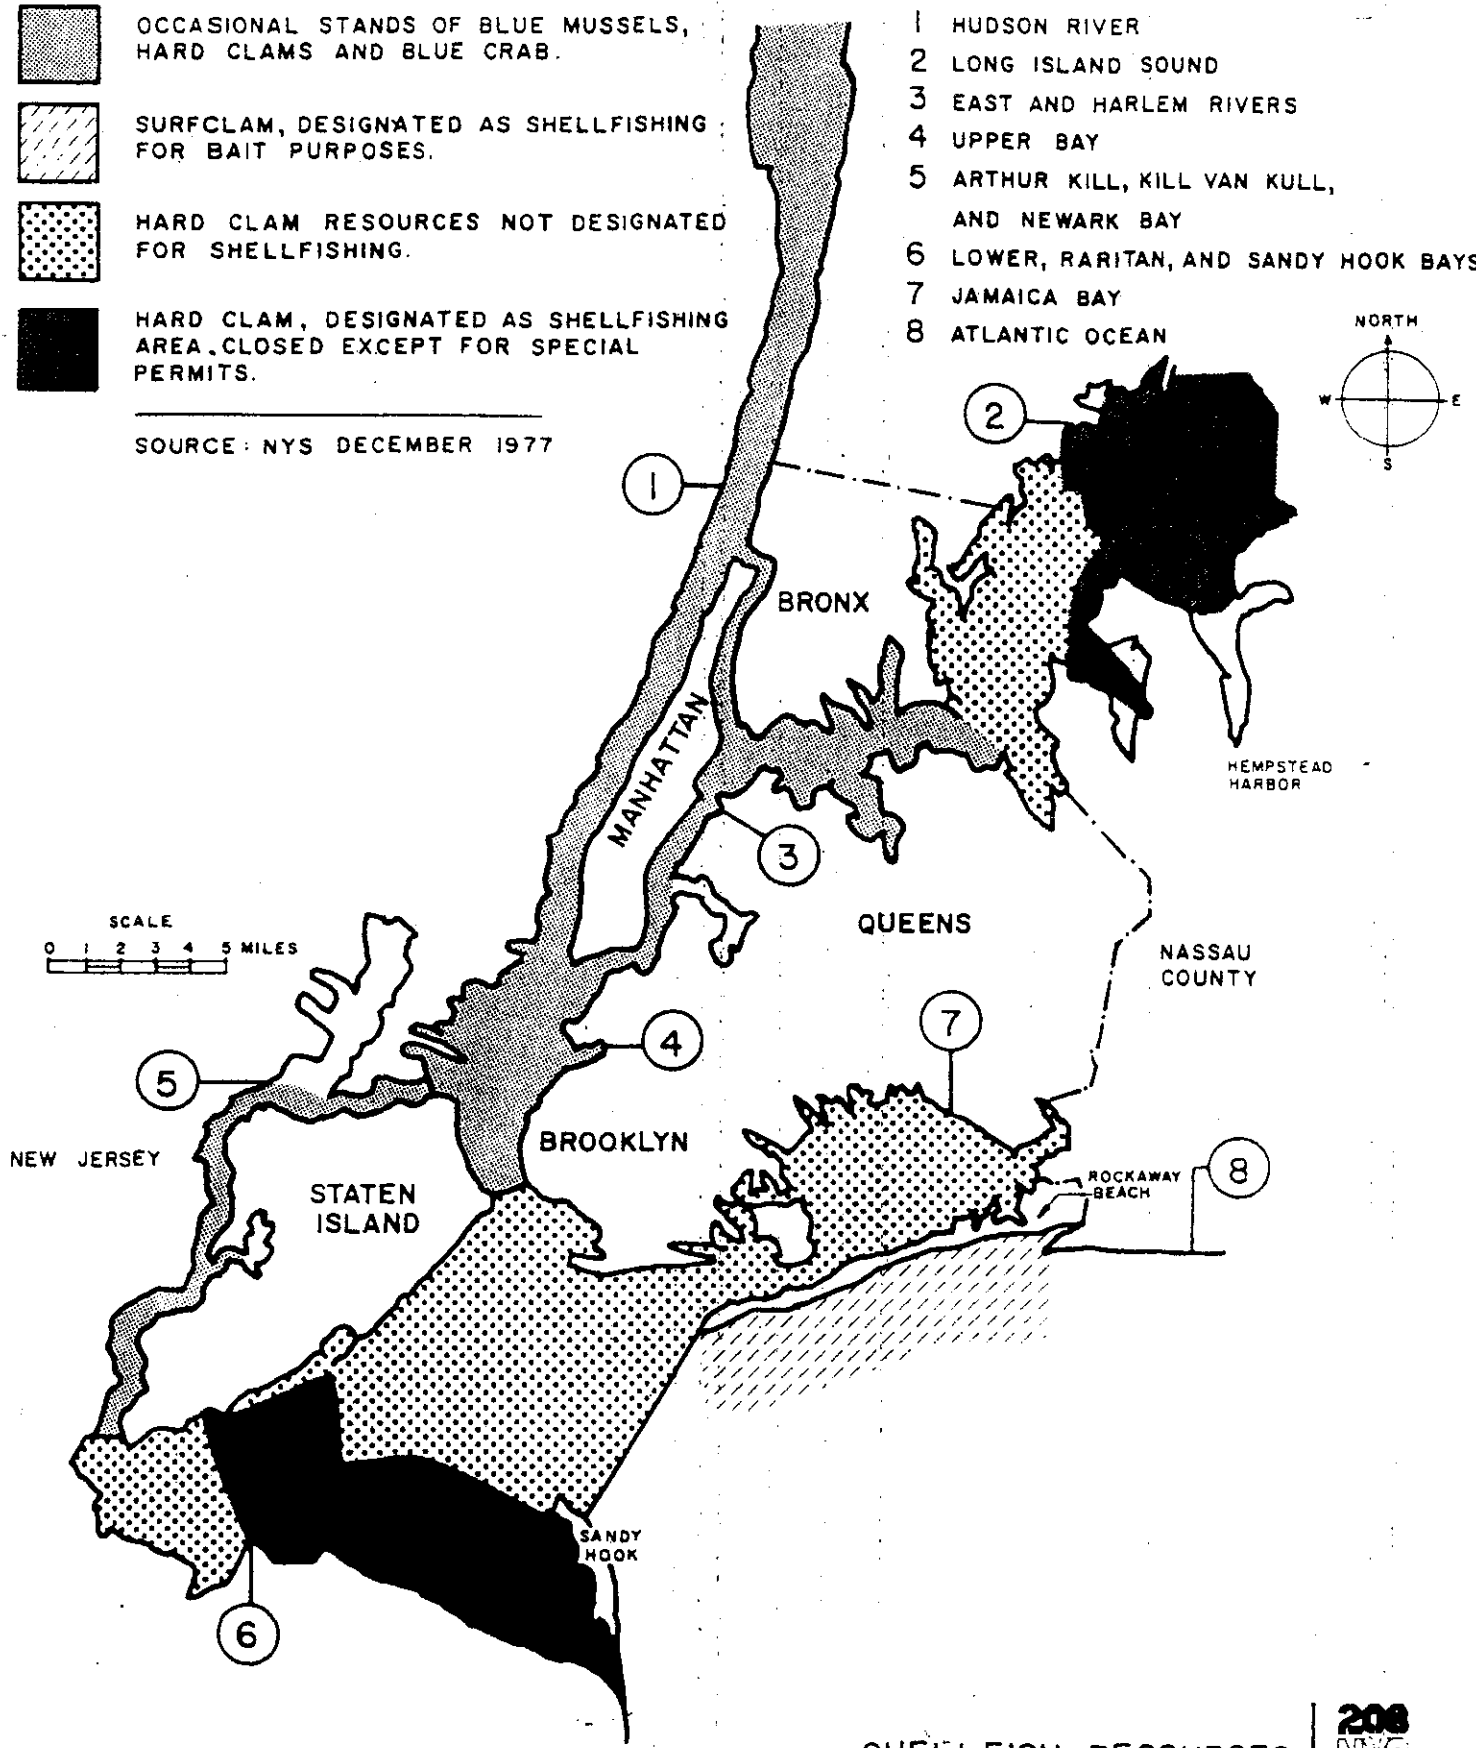 OCCASIONAL STANDS OF BLUE MUSSELS,
HARD CLAMS AND BLUE CRAB.
SURFCLAM, DESIGNATED AS SHELLFISHING
FOR BAIT PURPOSES.
HARD CLAM RESOURCES NOT DESIGNATED
FOR SHELLFISHING.
HARD CLAM, DESIGNATED AS SHELLFISHING
AREA. CLOSED EXCEPT FOR SPECIAL
PERMITS.
SOURCE: NYS DECEMBER 1977
1 HUDSON RIVER
2 LONG ISLAND SOUND
3 EAST AND HARLEM RIVERS
4 UPPER BAY
5 ARTHUR KILL, KILL VAN KULL,
AND NEWARK BAY
6 LOWER, RARITAN, AND SANDY HOOK BAYS
7 JAMAICA BAY
8 ATLANTIC OCEAN
NORTH
W E
S
2
1
BRONX
MANHATTAN
HEMPSTEAD
HARBOR
3
QUEENS
SCALE
0 1 2 3 4 5 MILES
NASSAU
COUNTY
7
4
5
BROOKLYN
NEW JERSEY
8
ROCKAWAY
BEACH
STATEN
ISLAND
SANDY
HOOK
6
208
RESOURCES